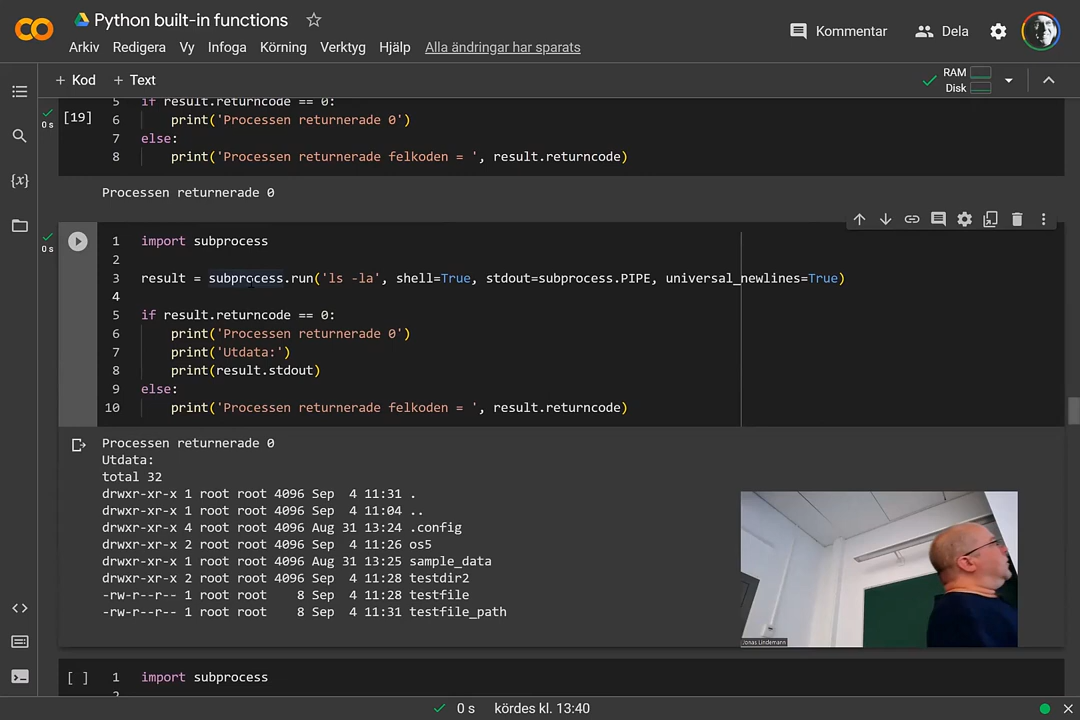 Python built-in functions
Arkiv Redigera Vy Infoga Körning Verktyg Hjälp Alla ändringar har sparats
Kommentar Dela
+ Kod + Text
RAM
Disk
[19]
0 s
5 if result.returncode == 0:
6     print('Processen returnerade 0')
7 else:
8     print('Processen returnerade felkoden = ', result.returncode)
Processen returnerade 0
0 s
1 import subprocess
2
3 result = subprocess.run('ls -la', shell=True, stdout=subprocess.PIPE, universal_newlines=True)
4
5 if result.returncode == 0:
6     print('Processen returnerade 0')
7     print('Utdata:')
8     print(result.stdout)
9 else:
10     print('Processen returnerade felkoden = ', result.returncode)
Processen returnerade 0
Utdata:
total 32
drwxr-xr-x 1 root root 4096 Sep  4 11:31 .
drwxr-xr-x 1 root root 4096 Sep  4 11:04 ..
drwxr-xr-x 4 root root 4096 Aug 31 13:24 .config
drwxr-xr-x 2 root root 4096 Sep  4 11:26 os5
drwxr-xr-x 1 root root 4096 Aug 31 13:25 sample_data
drwxr-xr-x 2 root root 4096 Sep  4 11:28 testdir2
-rw-r--r-- 1 root root    8 Sep  4 11:28 testfile
-rw-r--r-- 1 root root    8 Sep  4 11:31 testfile_path
Jonas Lindemann
[ ] 1 import subprocess
2
0 s kördes kl. 13:40